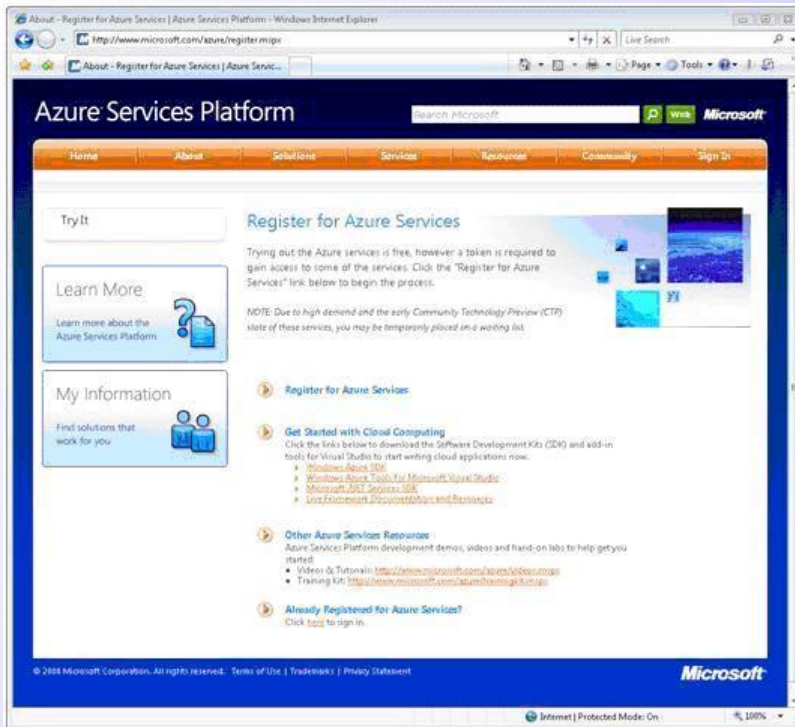 About - Register for Azure Services | Azure Services Platform - Windows Internet Explorer
http://www.microsoft.com/azure/register.mspx
Live Search
About - Register for Azure Services | Azure Servic...
Page
Tools
Azure Services Platform
Search Microsoft
Web
Microsoft
Home
About
Solutions
Services
Resources
Community
Sign In
Try It
Learn More
Learn more about the
Azure Services Platform
My Information
Find solutions that
work for you
Register for Azure Services
Trying out the Azure services is free, however a token is required to
gain access to some of the services. Click the "Register for Azure
Services" link below to begin the process.
NOTE: Due to high demand and the early Community Technology Preview (CTP)
state of these services, you may be temporarily placed on a waiting list.
Register for Azure Services
Get Started with Cloud Computing
Click the links below to download the Software Development Kits (SDK) and add-in
tools for Visual Studio to start writing cloud applications now.
Windows Azure SDK
Windows Azure Tools for Microsoft Visual Studio
Microsoft .NET Services SDK
Live Framework Documentation and Resources
Other Azure Services Resources
Azure Services Platform development demos, videos and hand-on labs to help get you
started:
• Videos & Tutorials: http://www.microsoft.com/azure/videos.mspx
• Training Kit: http://www.microsoft.com/azure/trainingkit.mspx
Already Registered for Azure Services?
Click here to sign in.
© 2008 Microsoft Corporation. All rights reserved. Terms of Use | Trademarks | Privacy Statement
Microsoft
Internet | Protected Mode: On
100%